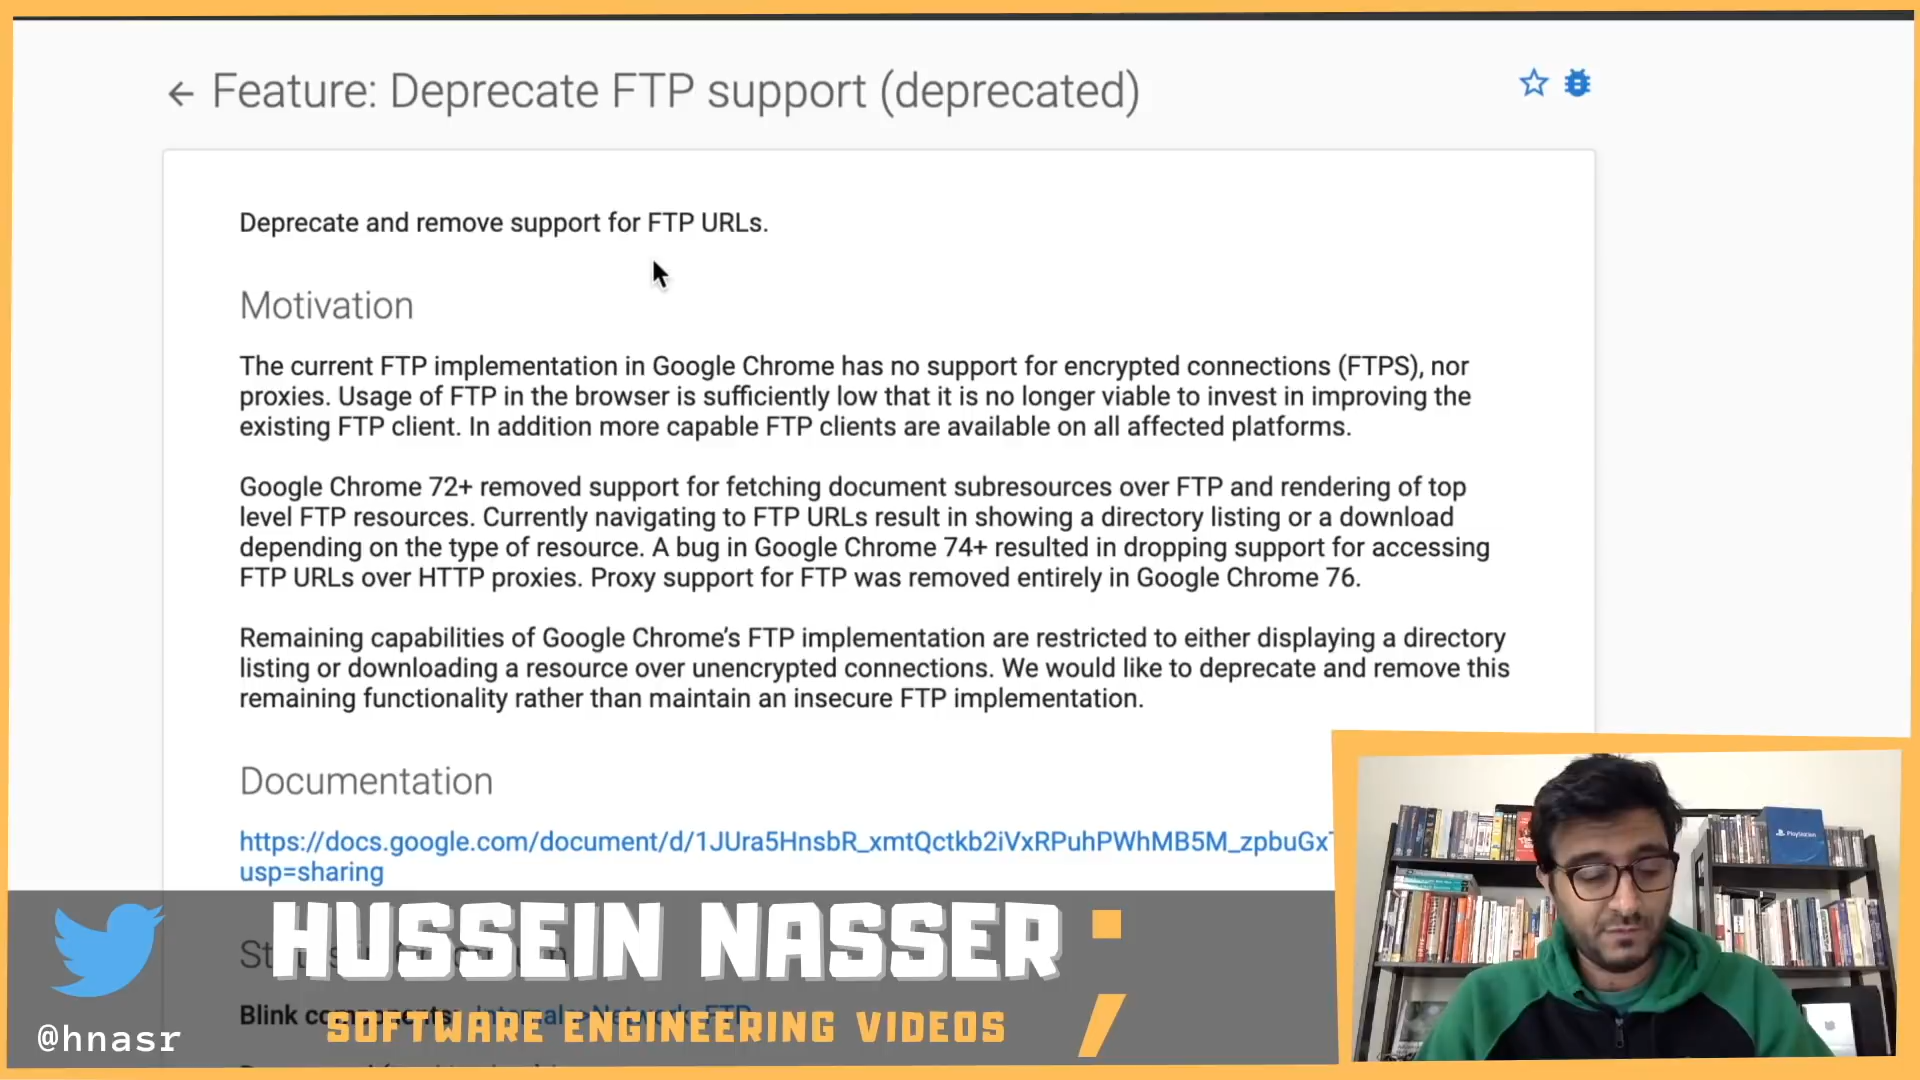 Feature: Deprecate FTP support (deprecated)
Deprecate and remove support for FTP URLs.
Motivation
The current FTP implementation in Google Chrome has no support for encrypted connections (FTPS), nor
proxies. Usage of FTP in the browser is sufficiently low that it is no longer viable to invest in improving the
existing FTP client. In addition more capable FTP clients are available on all affected platforms.
Google Chrome 72+ removed support for fetching document subresources over FTP and rendering of top
level FTP resources. Currently navigating to FTP URLs result in showing a directory listing or a download
depending on the type of resource. A bug in Google Chrome 74+ resulted in dropping support for accessing
FTP URLs over HTTP proxies. Proxy support for FTP was removed entirely in Google Chrome 76.
Remaining capabilities of Google Chrome's FTP implementation are restricted to either displaying a directory
listing or downloading a resource over unencrypted connections. We would like to deprecate and remove this
remaining functionality rather than maintain an insecure FTP implementation.
Documentation
https://docs.google.com/document/d/1JUra5HnsbR_xmtQctkb2iVxRPuhPWhMB5M_zpbuGx
usp=sharing
HUSSEIN NASSER ;
Blink
SOFTWARE ENGINEERING VIDEOS
@hnasr
PlayStation